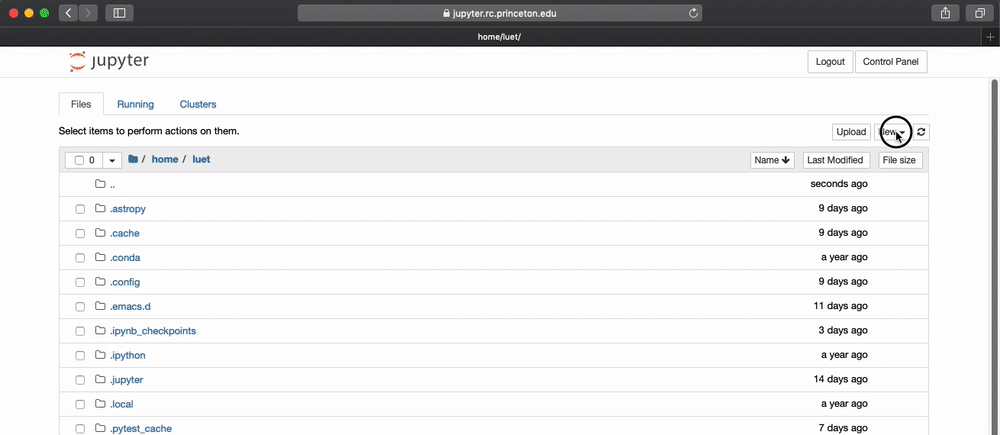 jupyter.rc.princeton.edu
home/luet/
jupyter
Logout Control Panel
Files Running Clusters
Select items to perform actions on them.
Upload New
0 / home / luet Name Last Modified File size
.. seconds ago
.astropy 9 days ago
.cache 9 days ago
.conda a year ago
.config 9 days ago
.emacs.d 11 days ago
.ipynb_checkpoints 3 days ago
.ipython a year ago
.jupyter 14 days ago
.local a year ago
.pytest_cache 7 days ago